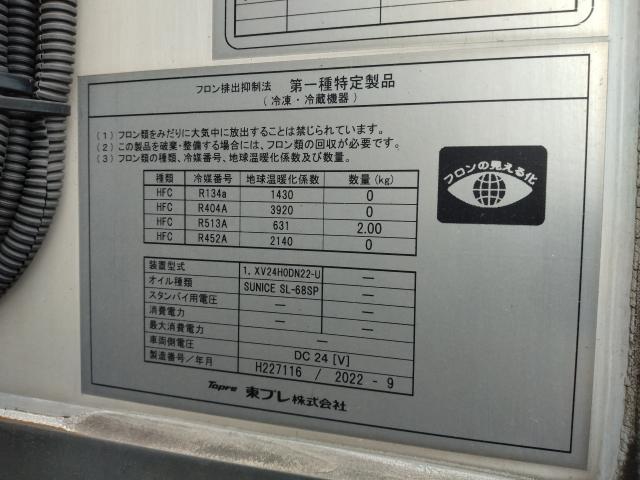 フロン排出抑制法 第一種特定製品
(冷凍・冷蔵機器)
(1) フロン類をみだりに大気中に放出することは禁じられています。
(2) この製品を破棄・整備する場合には、フロン類の回収が必要です。
(3) フロン類の種類、冷媒番号、地球温暖化係数及び数量。
種類 冷媒番号 地球温暖化係数 数量(kg)
HFC R134a 1430 0
HFC R404A 3920 0
HFC R513A 631 2.00
HFC R452A 2140 0
フロンの見える化
装置型式 1. XV24HODN22-U —
オイル種類 SUNICE SL-68SP —
スタンバイ用電圧 — —
消費電力 — —
最大消費電力 — —
車両側電圧 DC 24 [V]
製造番号/年月 H227116 / 2022 - 9
Topre 東プレ株式会社